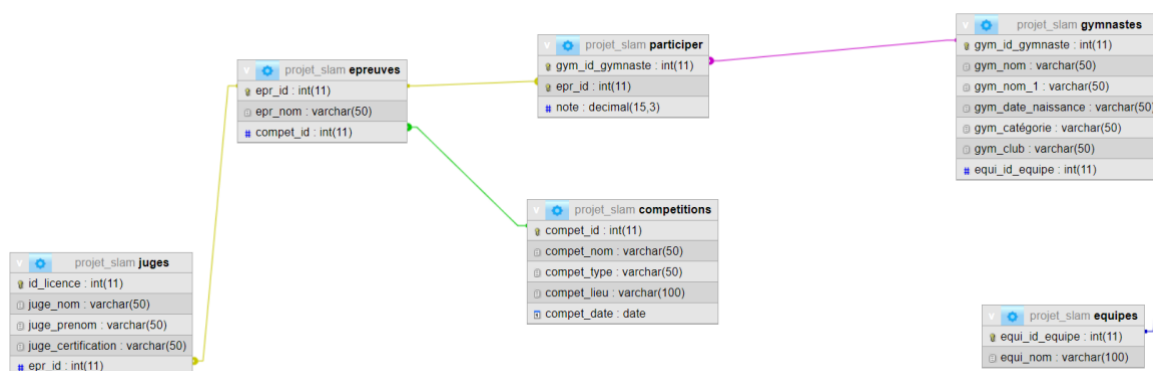 projet_slam epreuves
epr_id : int(11)
epr_nom : varchar(50)
compet_id : int(11)
projet_slam participer
gym_id_gymnaste : int(11)
epr_id : int(11)
note : decimal(15,3)
projet_slam gymnastes
gym_id_gymnaste : int(11)
gym_nom : varchar(50)
gym_nom_1 : varchar(50)
gym_date_naissance : varchar(50)
gym_catégorie : varchar(50)
gym_club : varchar(50)
equi_id_equipe : int(11)
projet_slam competitions
compet_id : int(11)
compet_nom : varchar(50)
compet_type : varchar(50)
compet_lieu : varchar(100)
compet_date : date
projet_slam juges
id_licence : int(11)
juge_nom : varchar(50)
juge_prenom : varchar(50)
juge_certification : varchar(50)
epr_id : int(11)
projet_slam equipes
equi_id_equipe : int(11)
equi_nom : varchar(100)